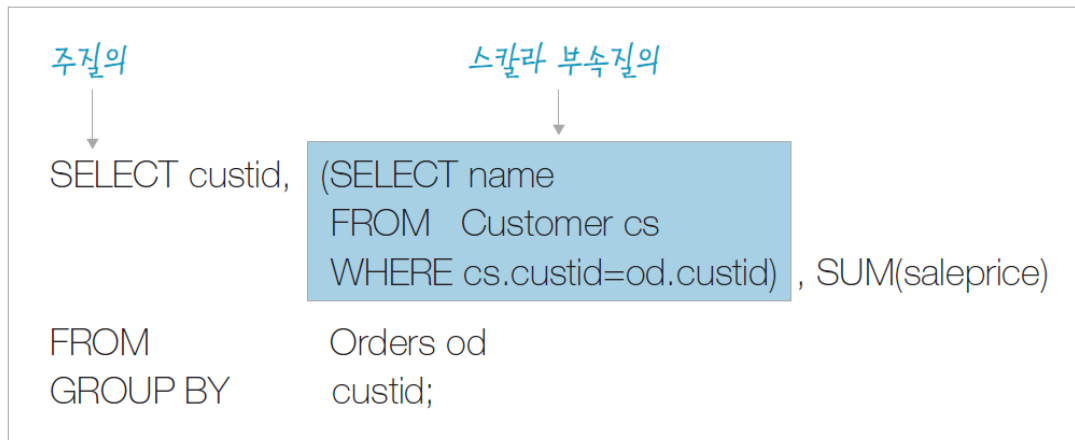 주질의 스칼라 부속질의
SELECT custid, (SELECT name
FROM Customer cs
WHERE cs.custid=od.custid) , SUM(saleprice)
FROM Orders od
GROUP BY custid;